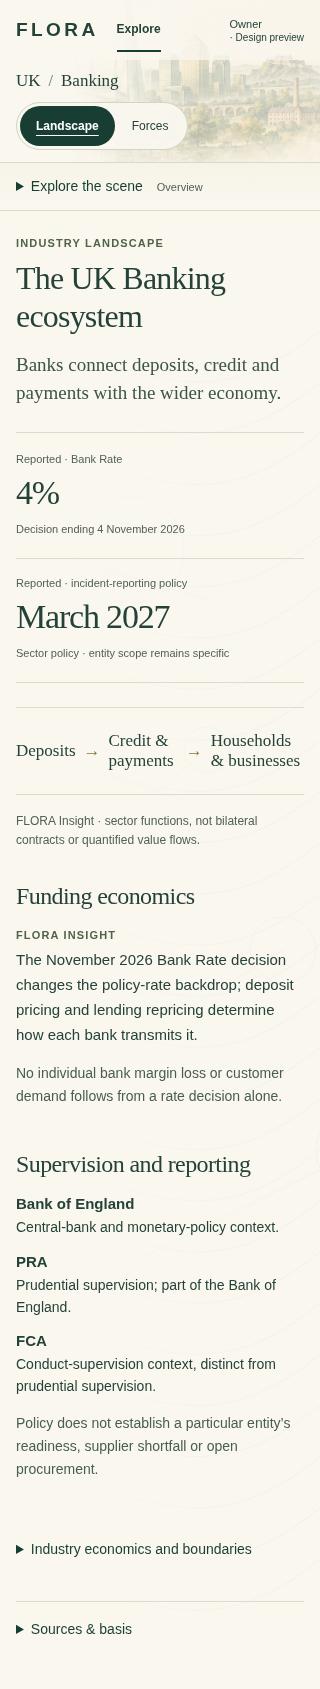 FLORA Explore Owner
· Design preview
UK / Banking
Landscape Forces
Explore the scene Overview
INDUSTRY LANDSCAPE
The UK Banking
ecosystem
Banks connect deposits, credit and
payments with the wider economy.
Reported · Bank Rate
4%
Decision ending 4 November 2026
Reported · incident-reporting policy
March 2027
Sector policy · entity scope remains specific
Deposits → Credit & payments → Households & businesses
FLORA Insight · sector functions, not bilateral
contracts or quantified value flows.
Funding economics
FLORA INSIGHT
The November 2026 Bank Rate decision
changes the policy-rate backdrop; deposit
pricing and lending repricing determine
how each bank transmits it.
No individual bank margin loss or customer
demand follows from a rate decision alone.
Supervision and reporting
Bank of England
Central-bank and monetary-policy context.
PRA
Prudential supervision; part of the Bank of
England.
FCA
Conduct-supervision context, distinct from
prudential supervision.
Policy does not establish a particular entity's
readiness, supplier shortfall or open
procurement.
Industry economics and boundaries
Sources & basis